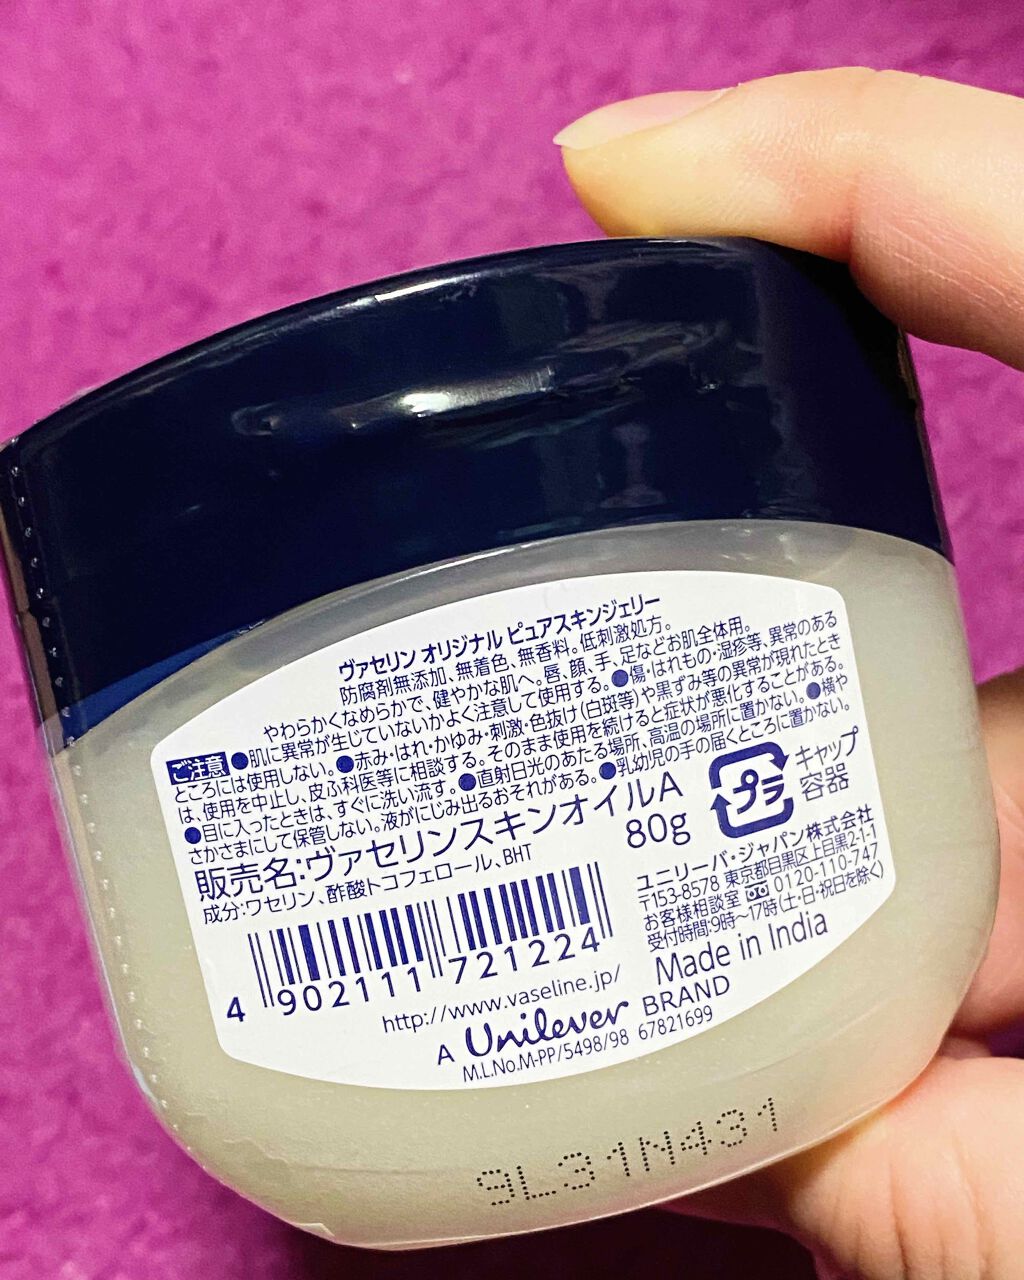 ヴァセリン オリジナル ピュアスキンジェリー
防腐剤無添加、無着色、無香料。低刺激処方。
やわらかくなめらかで、健やかな肌へ。唇、顔、手、足などお肌全体用。
ご注意 ●肌に異常が生じていないかよく注意して使用する。●傷・はれもの・湿疹等、異常のある
ところには使用しない。●赤み・はれ・かゆみ・刺激・色抜け(白斑等)や黒ずみ等の異常が現れたとき
は、使用を中止し、皮ふ科医等に相談する。そのまま使用を続けると症状が悪化することがある。
●目に入ったときは、すぐに洗い流す。●直射日光のあたる場所、高温の場所に置かない。●横や
さかさまにして保管しない。液がにじみ出るおそれがある。●乳幼児の手の届くところに置かない。
販売名:ヴァセリンスキンオイルA
80g
成分:ワセリン、酢酸トコフェロール、BHT
プラ
キャップ
容器
ユニリーバ・ジャパン株式会社
〒153-8578 東京都目黒区上目黒2-1-1
お客様相談室 0120-110-747
受付時間:9時〜17時(土・日・祝日を除く)
Made in India
4 902111 721224
http://www.vaseline.jp/
A Unilever BRAND
M.L.No.M-PP/5498/98 67821699
9L31N431